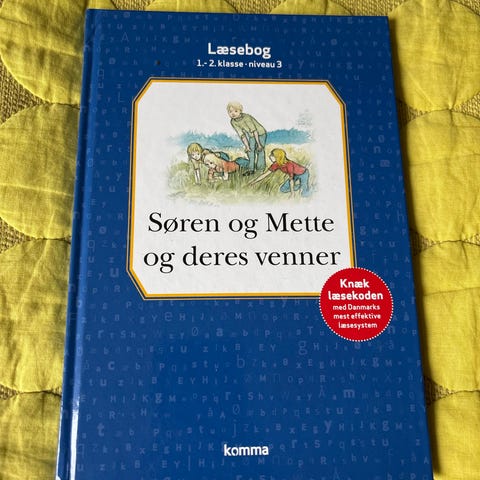 Læsebog
1.- 2. klasse · niveau 3
Søren og Mette
og deres venner
Knæk
læsekoden
med Danmarks
mest effektive
læsesystem
komma